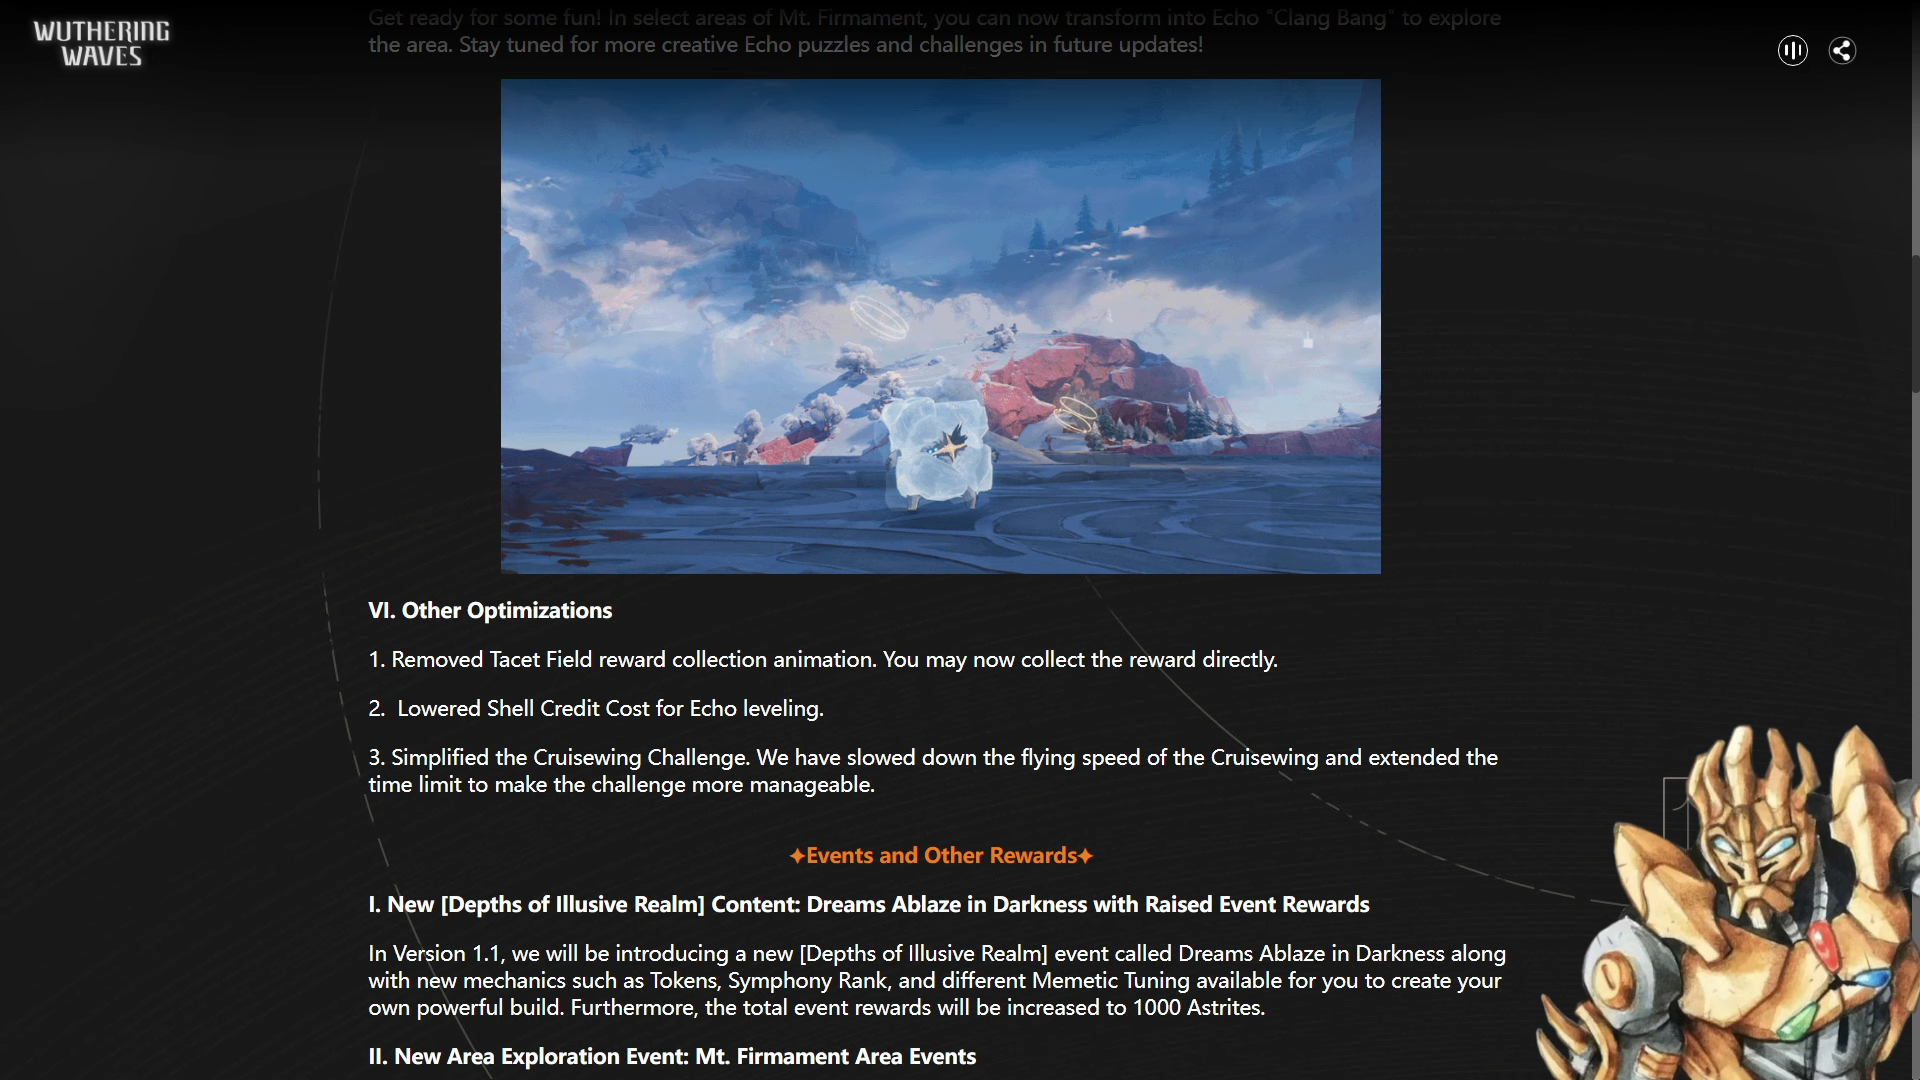 WUTHERING
WAVES
Get ready for some fun! In select areas of Mt. Firmament, you can now transform into Echo "Clang Bang" to explore
the area. Stay tuned for more creative Echo puzzles and challenges in future updates!
VI. Other Optimizations
1. Removed Tacet Field reward collection animation. You may now collect the reward directly.
2.  Lowered Shell Credit Cost for Echo leveling.
3. Simplified the Cruisewing Challenge. We have slowed down the flying speed of the Cruisewing and extended the
time limit to make the challenge more manageable.
✦Events and Other Rewards✦
I. New [Depths of Illusive Realm] Content: Dreams Ablaze in Darkness with Raised Event Rewards
In Version 1.1, we will be introducing a new [Depths of Illusive Realm] event called Dreams Ablaze in Darkness along
with new mechanics such as Tokens, Symphony Rank, and different Memetic Tuning available for you to create your
own powerful build. Furthermore, the total event rewards will be increased to 1000 Astrites.
II. New Area Exploration Event: Mt. Firmament Area Events